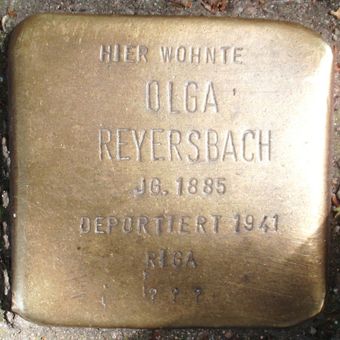 HIER WOHNTE
OLGA
REYERSBACH
JG. 1885
DEPORTIERT 1941
RIGA
? ? ?